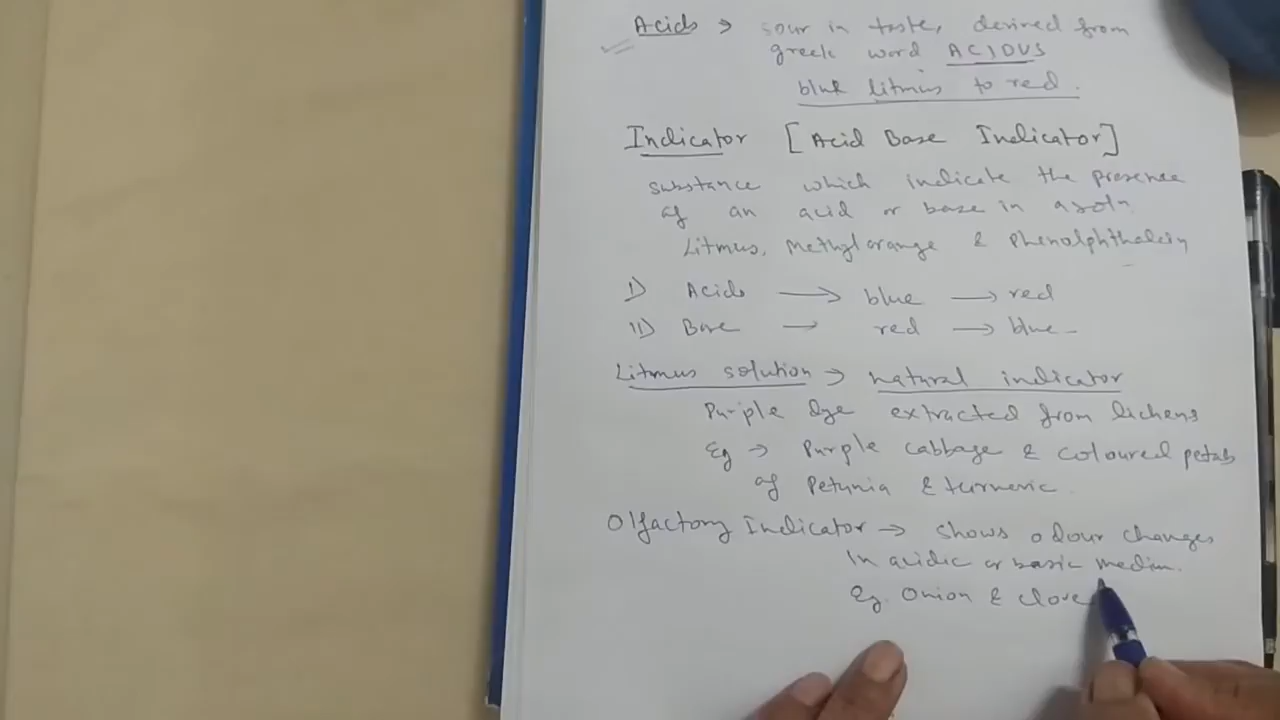 Acids → sour in taste, derived from
greek word ACIDUS
blue litmus to red.
Indicator [Acid Base Indicator]
substance which indicate the presence
of an acid or base in a soln
Litmus, Methyl orange & Phenolphthalein
I) Acids → blue → red
II) Base → red → blue
Litmus solution → natural indicator
Purple dye extracted from lichens
Eg → Purple cabbage & coloured petals
of Petunia & turmeric.
Olfactory Indicator → shows odour changes
In acidic or basic medium.
Eg. Onion & clove